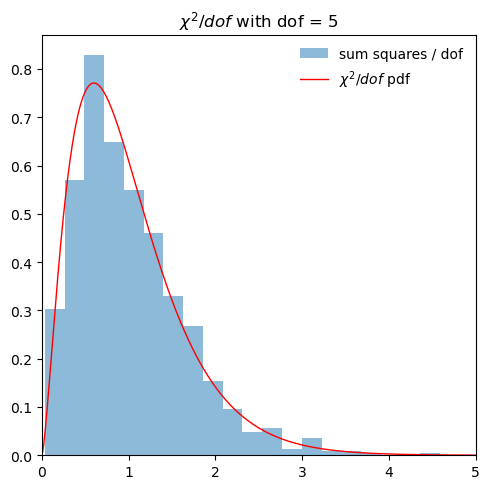 χ²/dof with dof = 5
sum squares / dof
χ²/dof pdf
0.8
0.7
0.6
0.5
0.4
0.3
0.2
0.1
0.0
0 1 2 3 4 5